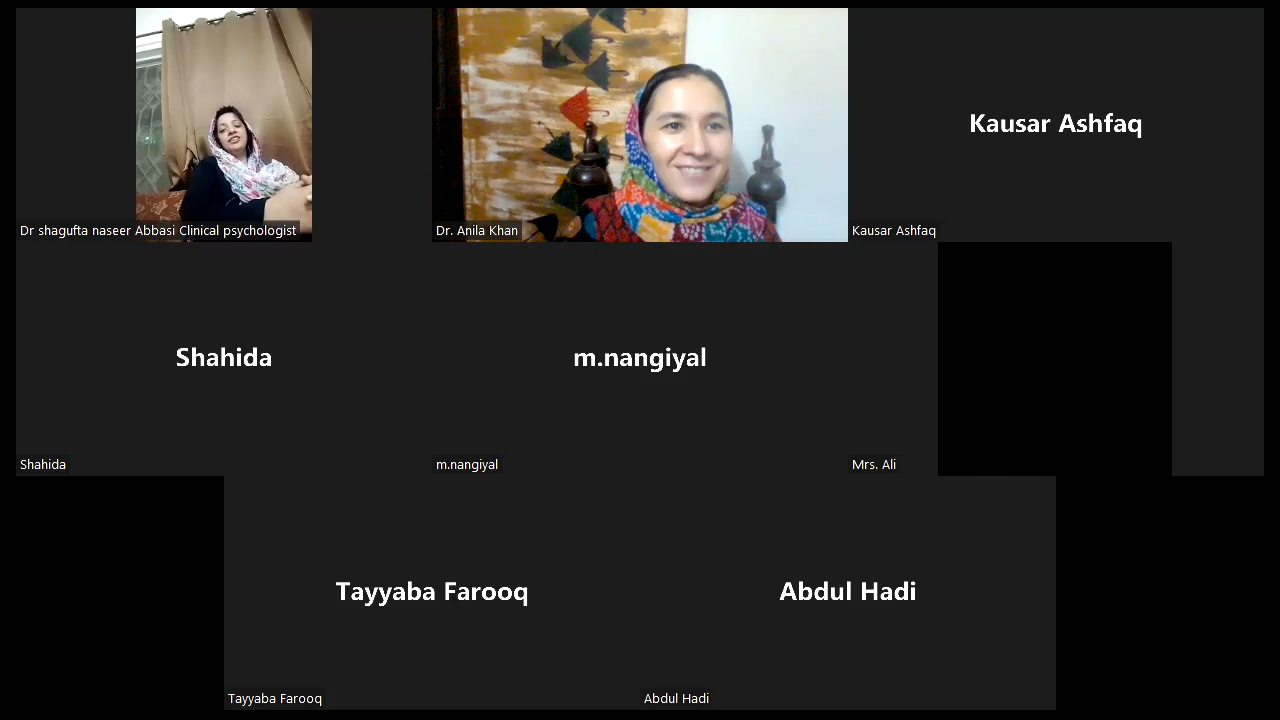 Dr shagufta naseer Abbasi Clinical psychologist
Dr. Anila Khan
Kausar Ashfaq
Kausar Ashfaq
Shahida
Shahida
m.nangiyal
m.nangiyal
Mrs. Ali
Tayyaba Farooq
Tayyaba Farooq
Abdul Hadi
Abdul Hadi